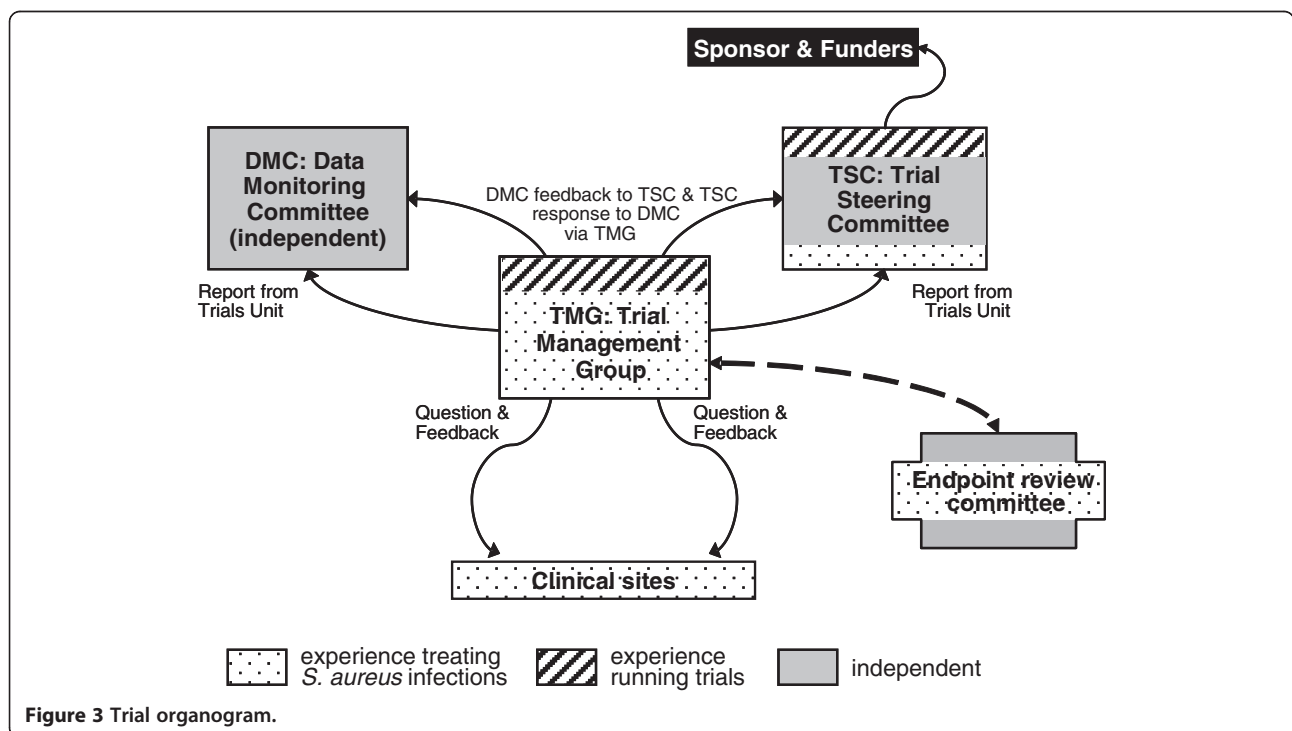 Sponsor & Funders
DMC: Data
Monitoring
Committee
(independent)
DMC feedback to TSC & TSC
response to DMC
via TMG
TSC: Trial
Steering
Committee
Report from
Trials Unit
TMG: Trial
Management
Group
Report from
Trials Unit
Question &
Feedback
Question &
Feedback
Endpoint review
committee
Clinical sites
experience treating
S. aureus infections
experience
running trials
independent
Figure 3 Trial organogram.